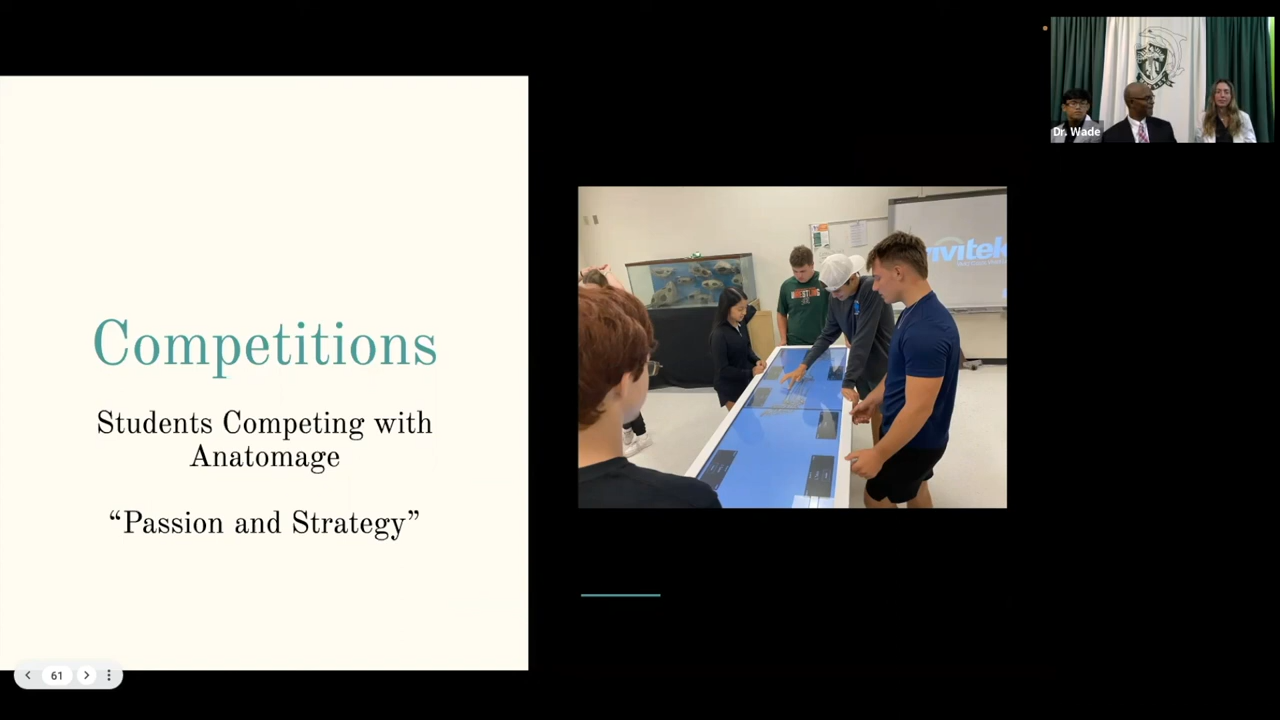 Competitions
Students Competing with
Anatomage
“Passion and Strategy”
Dr. Wade
61